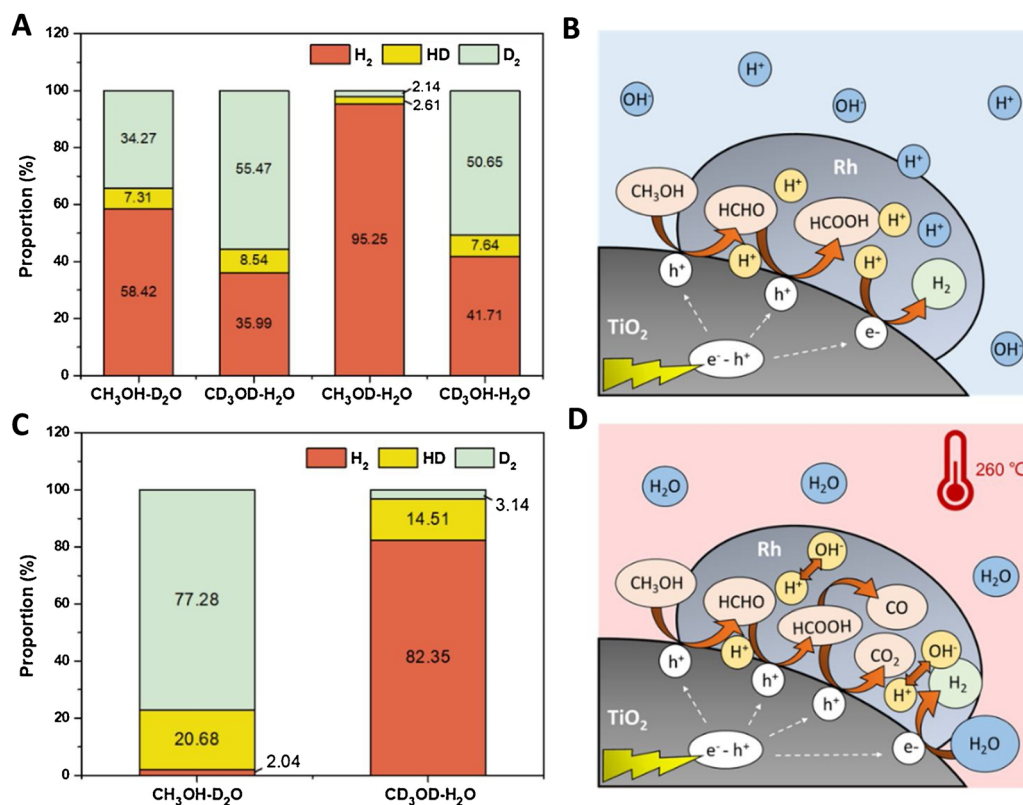 A
120
100
80
60
40
20
0
Proportion (%)
H₂ HD D₂
34.27
7.31
58.42
55.47
8.54
35.99
2.14
2.61
95.25
50.65
7.64
41.71
CH₃OH-D₂O CD₃OD-H₂O CH₃OD-H₂O CD₃OH-H₂O
B
H⁺
OH⁻
OH⁻
H⁺
Rh
H⁺
CH₃OH
H⁺
HCHO
HCOOH
H⁺
H⁺
H⁺
H⁺
h⁺
h⁺
H₂
TiO₂
e⁻- h⁺
e-
OH⁻
C
120
100
80
60
40
20
0
Proportion (%)
H₂ HD D₂
77.28
20.68
2.04
3.14
14.51
82.35
CH₃OH-D₂O CD₃OD-H₂O
D
260 ℃
H₂O
H₂O
Rh
OH⁻
H⁺
H₂O
CH₃OH
HCHO
CO
HCOOH
H⁺
CO₂
OH⁻
h⁺
h⁺
H⁺
H₂
h⁺
TiO₂
e⁻- h⁺
e-
H₂O